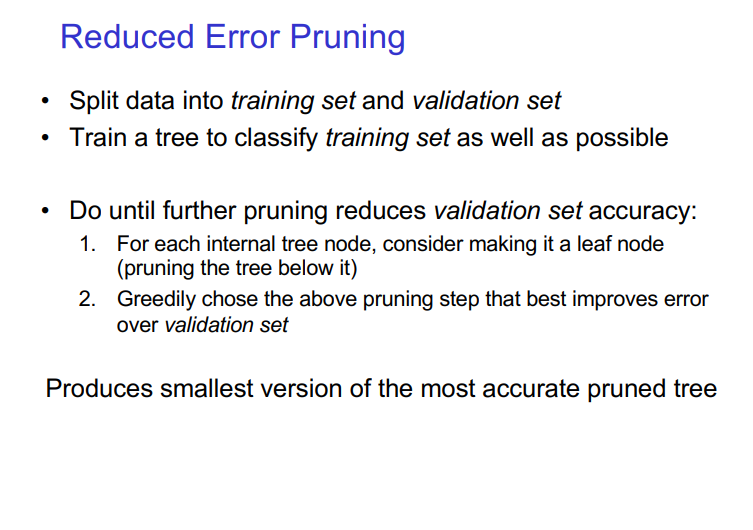 Reduced Error Pruning
• Split data into training set and validation set
• Train a tree to classify training set as well as possible
• Do until further pruning reduces validation set accuracy:
1. For each internal tree node, consider making it a leaf node
(pruning the tree below it)
2. Greedily chose the above pruning step that best improves error
over validation set
Produces smallest version of the most accurate pruned tree